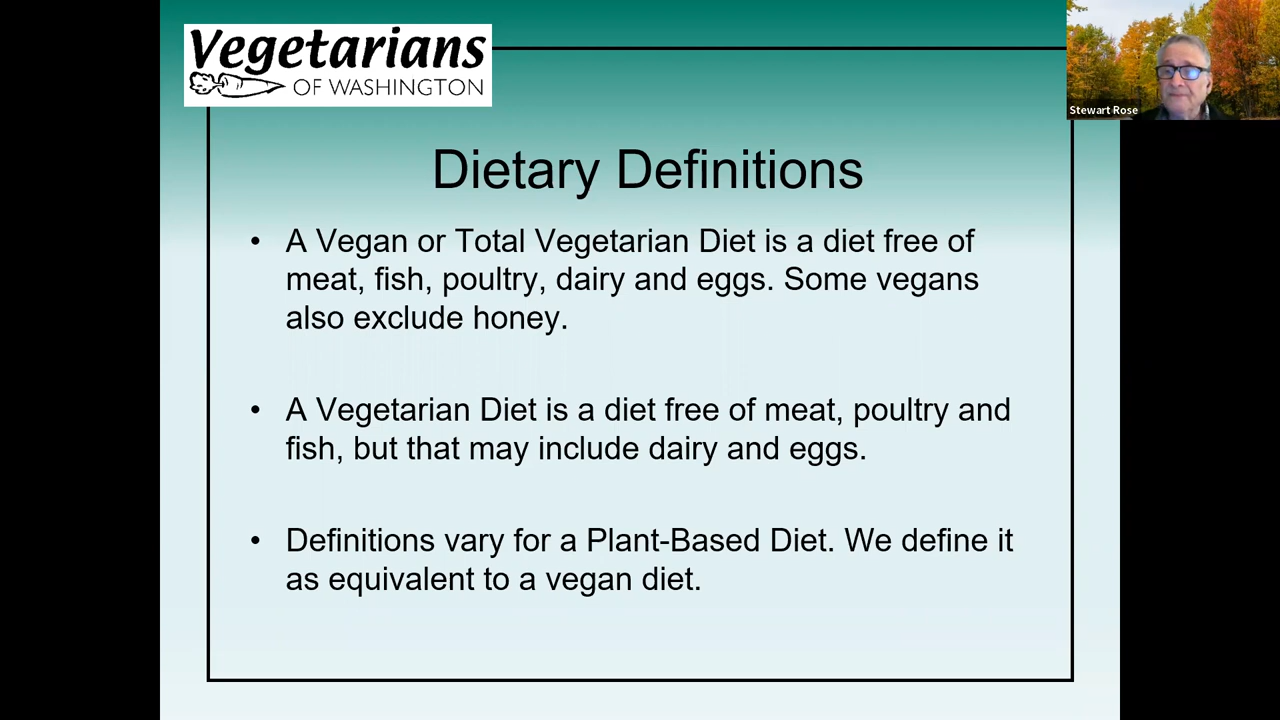 Vegetarians
OF WASHINGTON
Stewart Rose
Dietary Definitions
• A Vegan or Total Vegetarian Diet is a diet free of
meat, fish, poultry, dairy and eggs. Some vegans
also exclude honey.
• A Vegetarian Diet is a diet free of meat, poultry and
fish, but that may include dairy and eggs.
• Definitions vary for a Plant-Based Diet. We define it
as equivalent to a vegan diet.